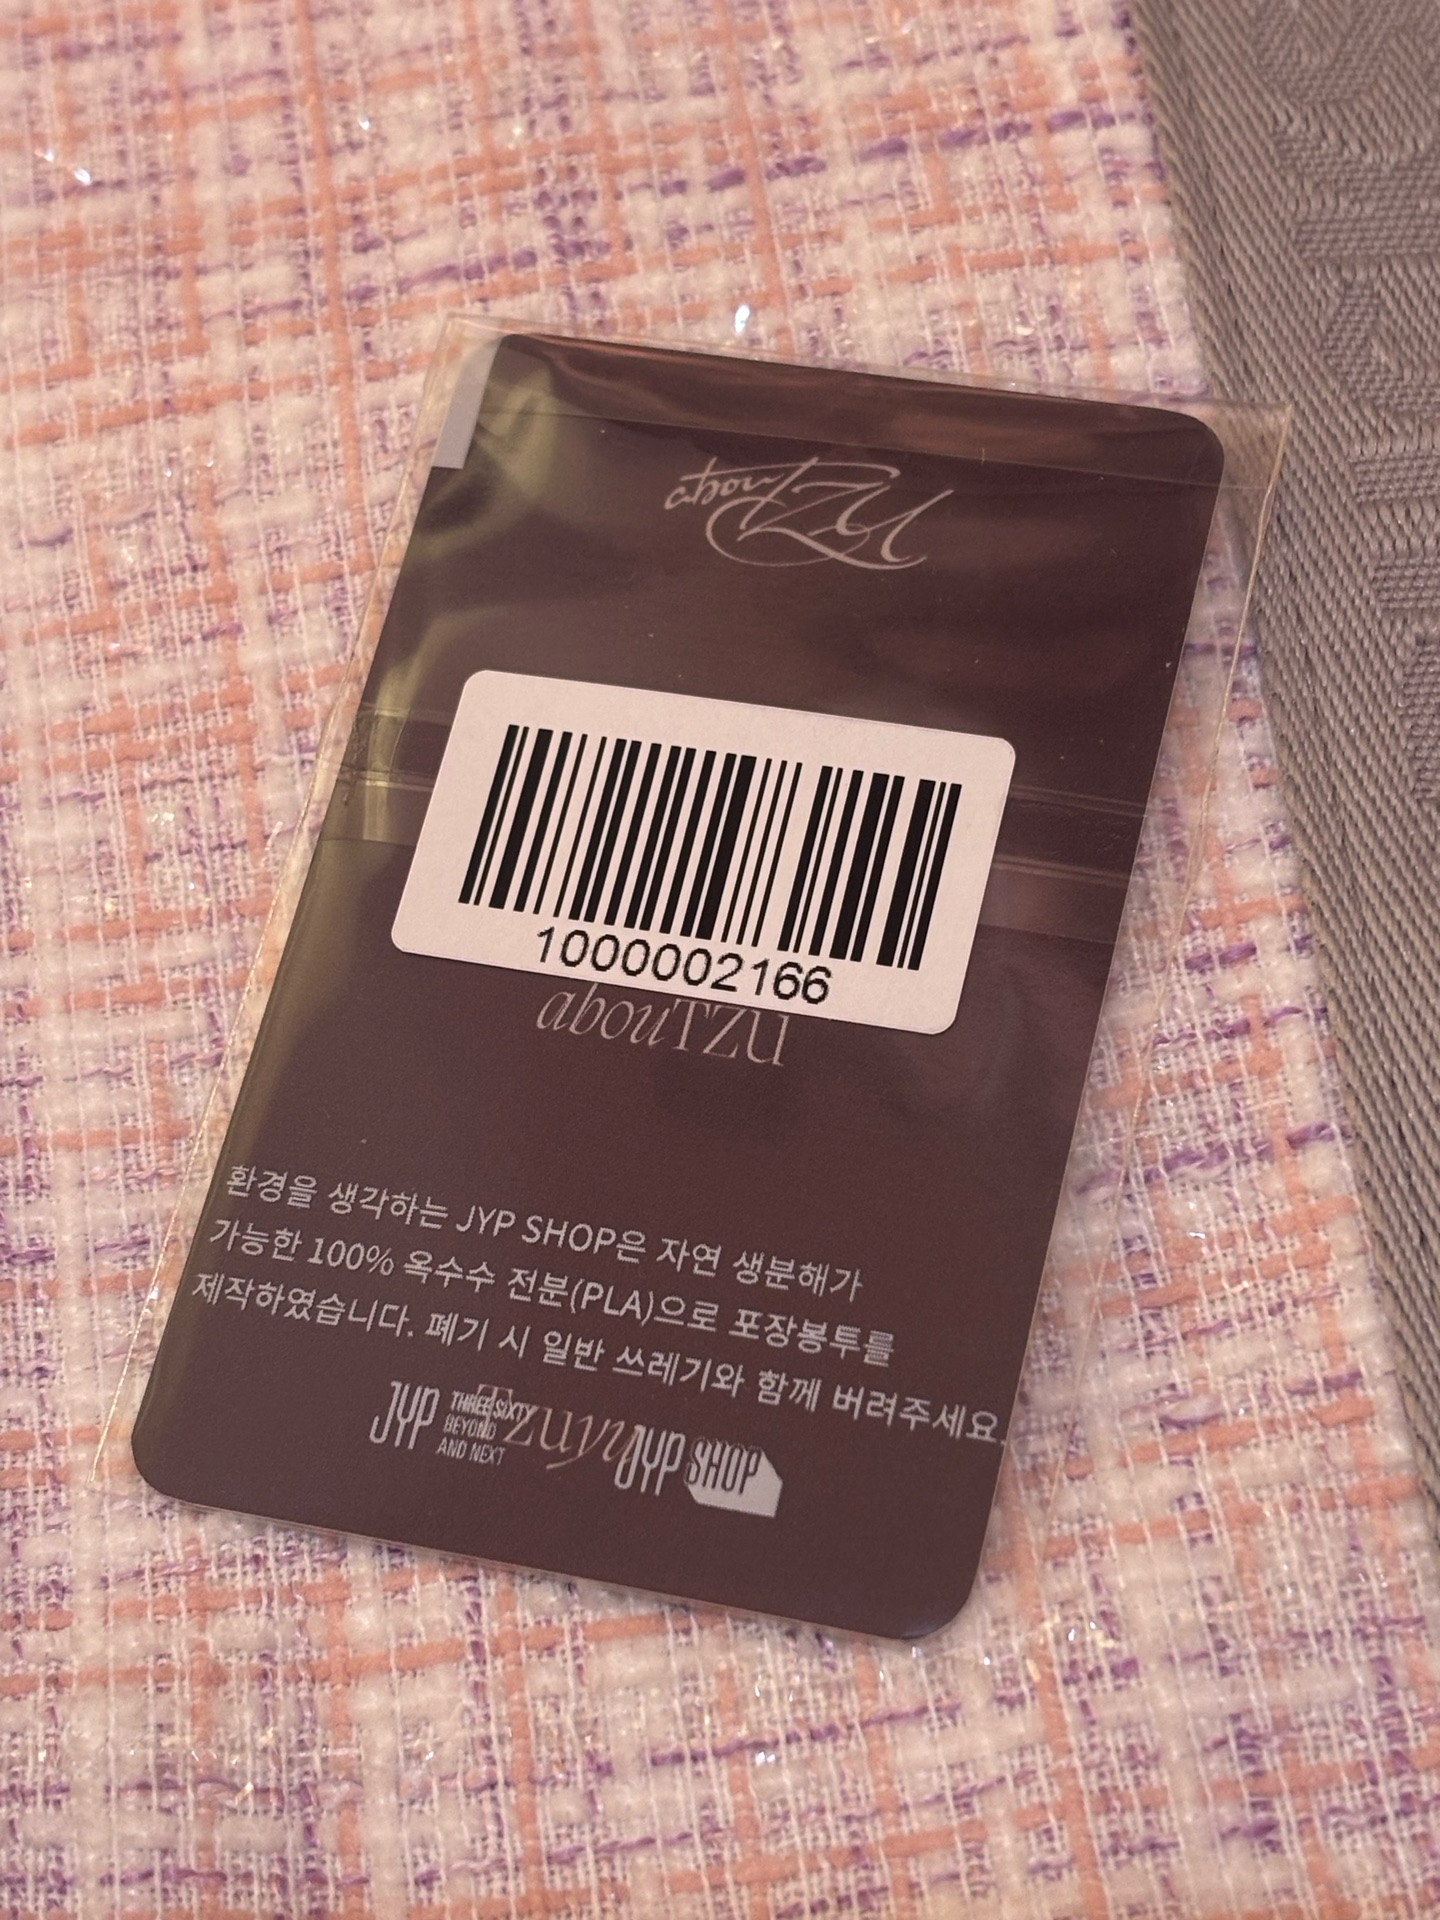 abouTZU
1000002166
abouTZU
환경을 생각하는 JYP SHOP은 자연 생분해가
가능한 100% 옥수수 전분(PLA)으로 포장봉투를
제작하였습니다. 폐기 시 일반 쓰레기와 함께 버려주세요.
Tzuyu
JYP THREE SIXTY
BEYOND
AND NEXT
JYP SHOP